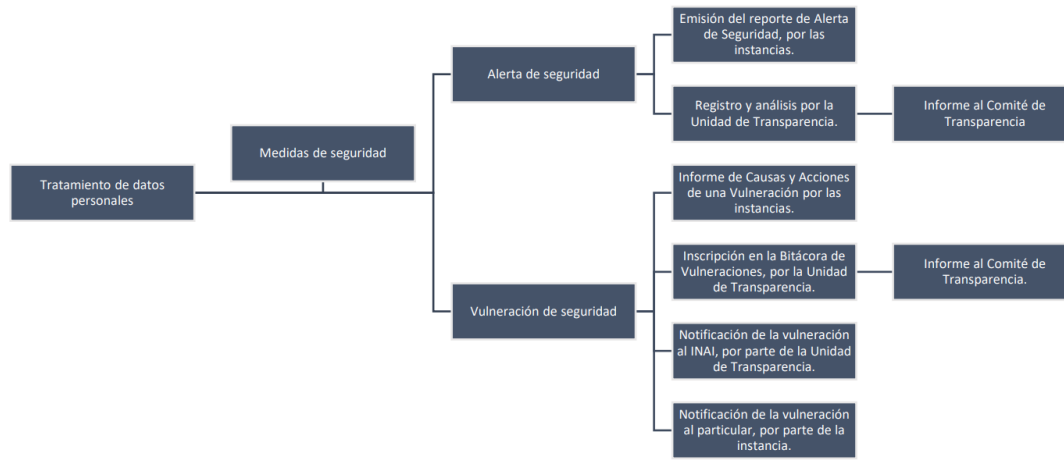 Emisión del reporte de Alerta
de Seguridad, por las
instancias.
Alerta de seguridad
Registro y análisis por la
Unidad de Transparencia.
Informe al Comité de
Transparencia
Medidas de seguridad
Tratamiento de datos
personales
Informe de Causas y Acciones
de una Vulneración por las
instancias.
Inscripción en la Bitácora de
Vulneraciones, por la Unidad
de Transparencia.
Informe al Comité de
Transparencia.
Vulneración de seguridad
Notificación de la vulneración
al INAI, por parte de la Unidad
de Transparencia.
Notificación de la vulneración
al particular, por parte de la
instancia.